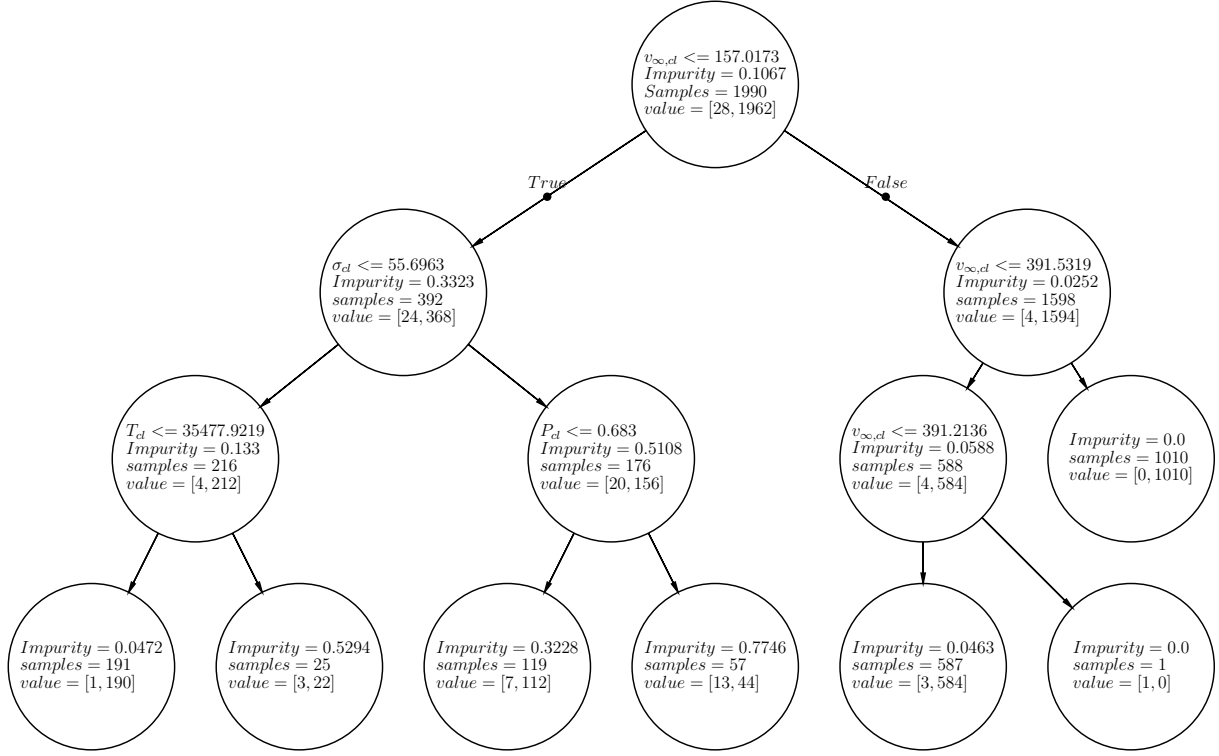 v∞,cl <= 157.0173
Impurity = 0.1067
Samples = 1990
value = [28, 1962]
True
False
σcl <= 55.6963
Impurity = 0.3323
samples = 392
value = [24, 368]
v∞,cl <= 391.5319
Impurity = 0.0252
samples = 1598
value = [4, 1594]
Tcl <= 35477.9219
Impurity = 0.133
samples = 216
value = [4, 212]
Pcl <= 0.683
Impurity = 0.5108
samples = 176
value = [20, 156]
v∞,cl <= 391.2136
Impurity = 0.0588
samples = 588
value = [4, 584]
Impurity = 0.0
samples = 1010
value = [0, 1010]
Impurity = 0.0472
samples = 191
value = [1, 190]
Impurity = 0.5294
samples = 25
value = [3, 22]
Impurity = 0.3228
samples = 119
value = [7, 112]
Impurity = 0.7746
samples = 57
value = [13, 44]
Impurity = 0.0463
samples = 587
value = [3, 584]
Impurity = 0.0
samples = 1
value = [1, 0]